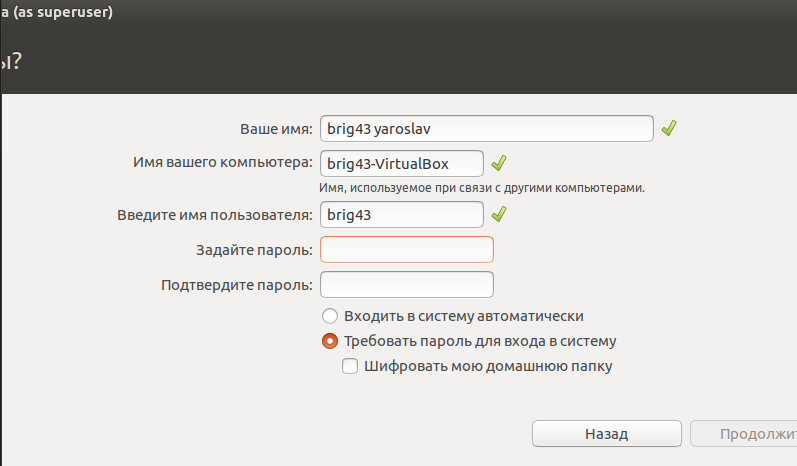 a (as superuser)
ы?
Ваше имя: brig43 yaroslav
Имя вашего компьютера: brig43-VirtualBox
Имя, используемое при связи с другими компьютерами.
Введите имя пользователя: brig43
Задайте пароль:
Подтвердите пароль:
Входить в систему автоматически
Требовать пароль для входа в систему
Шифровать мою домашнюю папку
Назад Продолжит